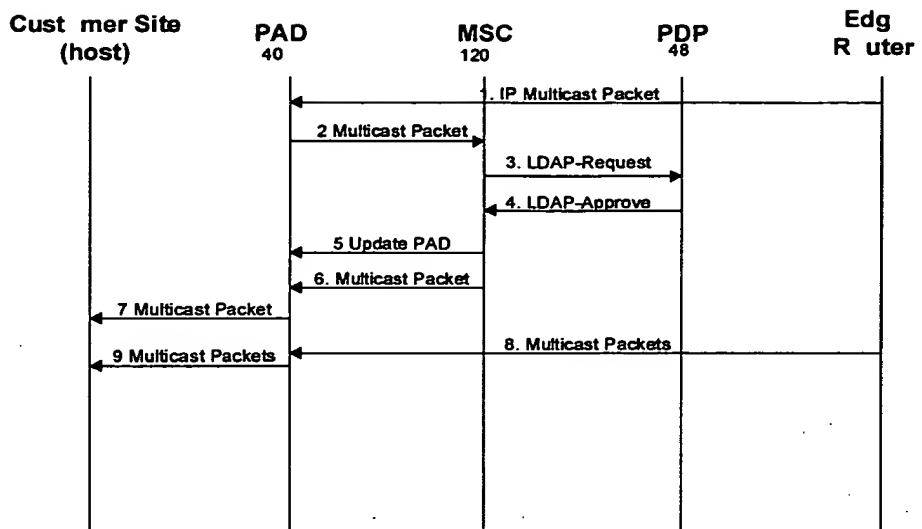 Cust mer Site
(host)
PAD
40
MSC
120
PDP
48
Edg
R uter
1. IP Multicast Packet
2 Multicast Packet
3. LDAP-Request
4. LDAP-Approve
5 Update PAD
6. Multicast Packet
7 Multicast Packet
8. Multicast Packets
9 Multicast Packets